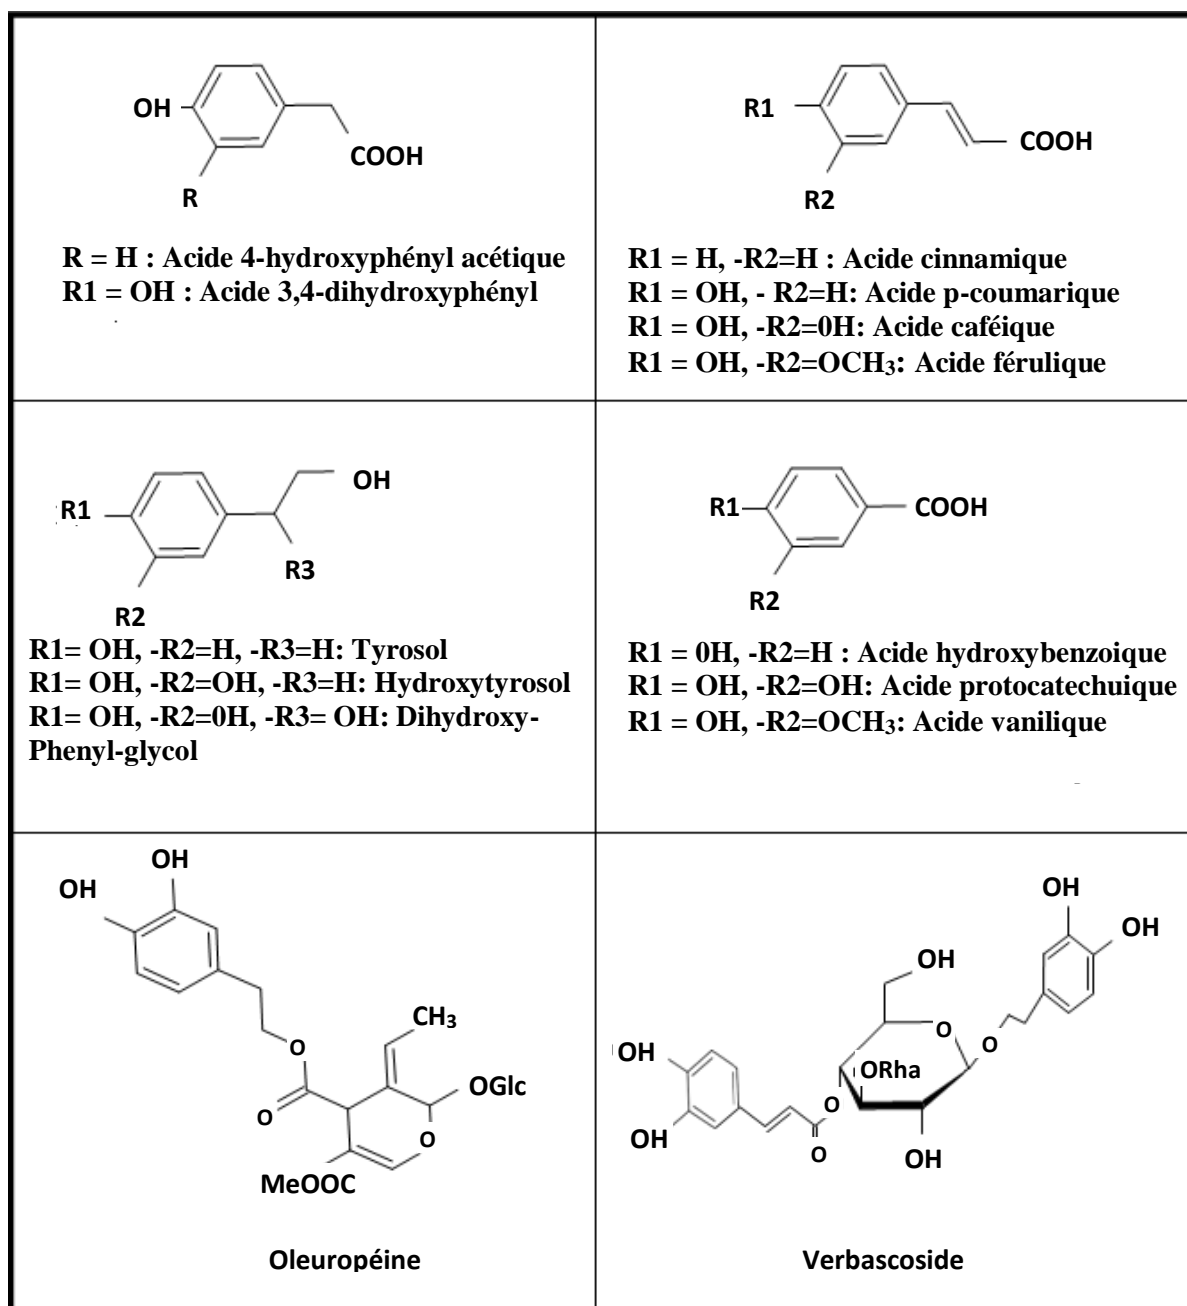 OH
COOH
R
R = H : Acide 4-hydroxyphényl acétique
R1 = OH : Acide 3,4-dihydroxyphényl
R1
COOH
R2
R1 = H, -R2=H : Acide cinnamique
R1 = OH, - R2=H: Acide p-coumarique
R1 = OH, -R2=0H: Acide caféique
R1 = OH, -R2=OCH₃: Acide férulique
OH
R1
R3
R2
R1= OH, -R2=H, -R3=H: Tyrosol
R1= OH, -R2=OH, -R3=H: Hydroxytyrosol
R1= OH, -R2=0H, -R3= OH: Dihydroxy-
Phenyl-glycol
R1
COOH
R2
R1 = 0H, -R2=H : Acide hydroxybenzoique
R1 = OH, -R2=OH: Acide protocatechuique
R1 = OH, -R2=OCH₃: Acide vanilique
OH
OH
CH₃
O
OGlc
O
O
MeOOC
Oleuropéine
OH
OH
OH
O
O
OH
ORha
O
OH
O
OH
Verbascoside